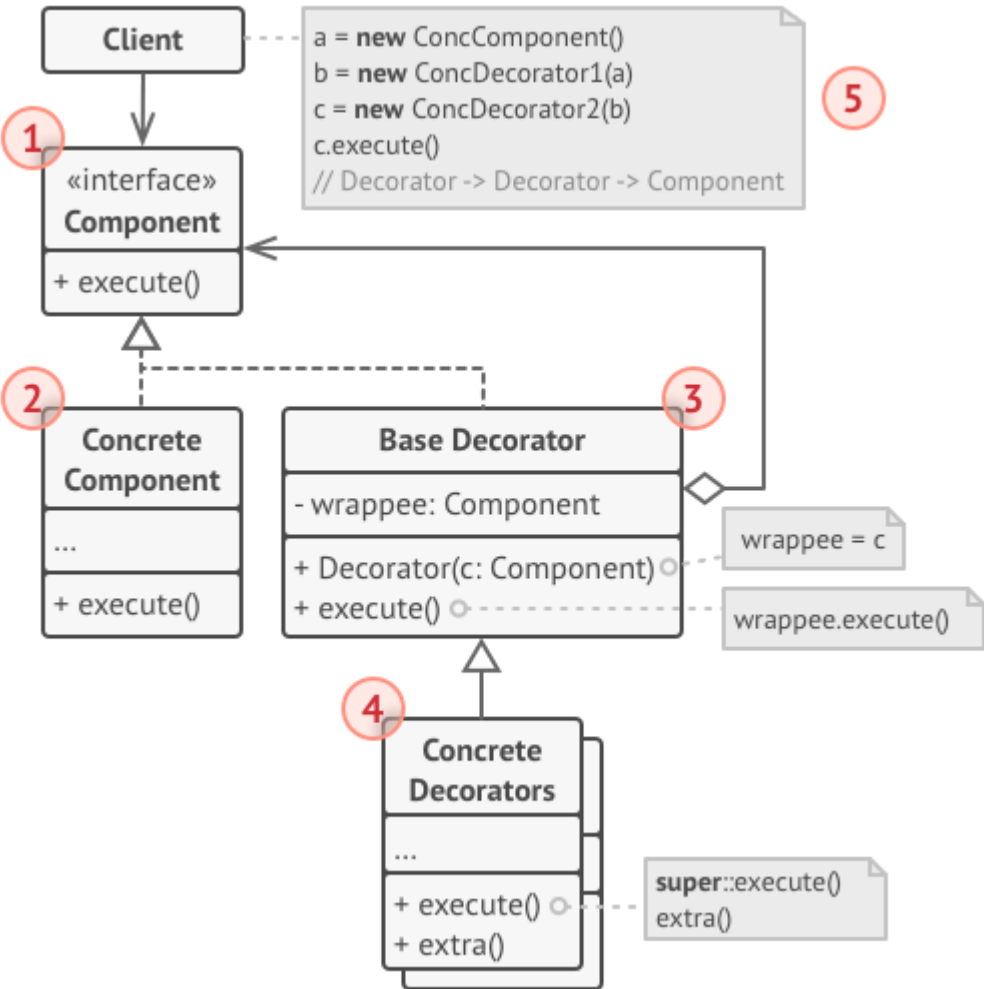 Client
a = new ConcComponent()
b = new ConcDecorator1(a)
c = new ConcDecorator2(b)
c.execute()
// Decorator -> Decorator -> Component
5
1
«interface»
Component
+ execute()
2
Concrete
Component
...
+ execute()
3
Base Decorator
- wrappee: Component
+ Decorator(c: Component)
+ execute()
wrappee = c
wrappee.execute()
4
Concrete
Decorators
...
+ execute()
+ extra()
super::execute()
extra()